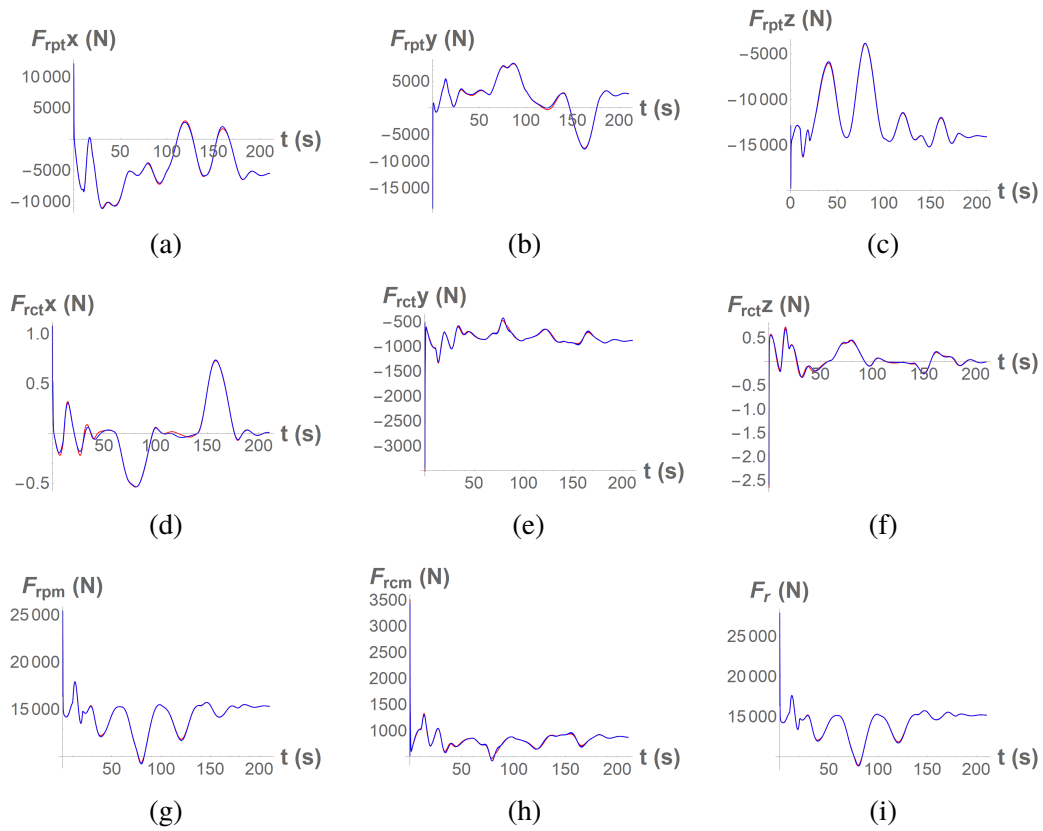 F_rpt x (N)
10 000
5000
−5000
−10 000
50 100 150 200
t (s)
(a)
F_rpt y (N)
5000
−5000
−10 000
−15 000
50 100 150 200
t (s)
(b)
F_rpt z (N)
−5000
−10 000
−15 000
0 50 100 150 200
t (s)
(c)
F_rct x (N)
1.0
0.5
−0.5
50 100 150 200
t (s)
(d)
F_rct y (N)
−500
−1000
−1500
−2000
−2500
−3000
50 100 150 200
t (s)
(e)
F_rct z (N)
0.5
−0.5
−1.0
−1.5
−2.0
−2.5
50 100 150 200
t (s)
(f)
F_rpm (N)
25 000
20 000
15 000
50 100 150 200
t (s)
(g)
F_rcm (N)
3500
3000
2500
2000
1500
1000
50 100 150 200
t (s)
(h)
F_r (N)
25 000
20 000
15 000
50 100 150 200
t (s)
(i)